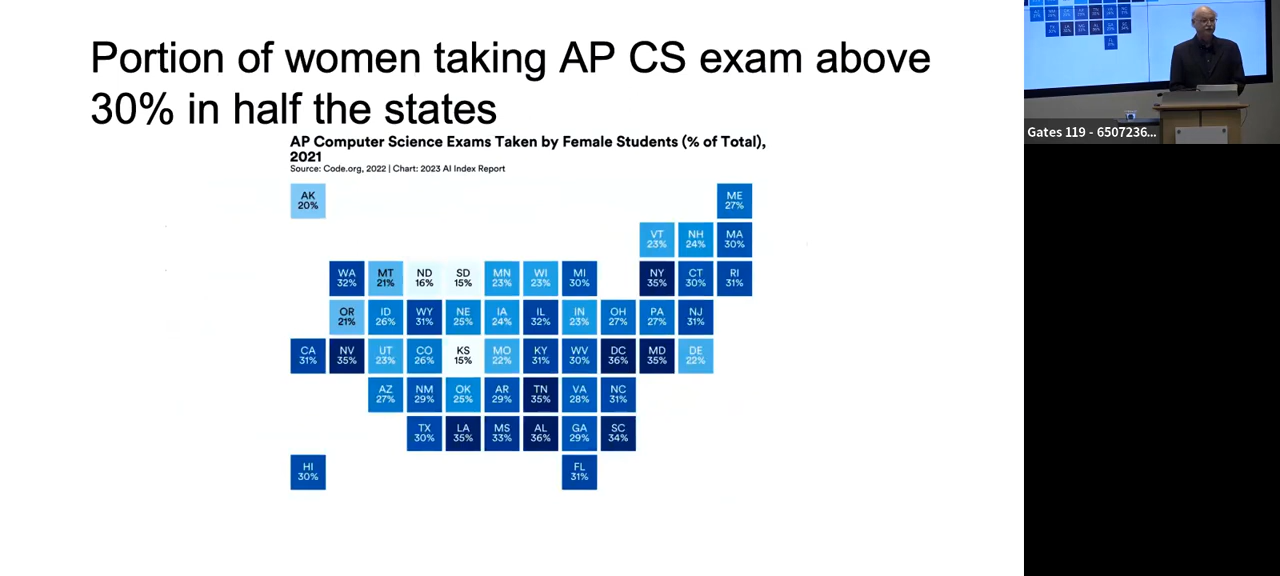 Portion of women taking AP CS exam above
30% in half the states
AP Computer Science Exams Taken by Female Students (% of Total),
2021
Source: Code.org, 2022 | Chart: 2023 AI Index Report
AK
20%
ME
27%
VT NH MA
23% 24% 30%
WA MT ND SD MN WI MI NY CT RI
32% 21% 16% 15% 23% 23% 30% 35% 30% 31%
OR ID WY NE IA IL IN OH PA NJ
21% 26% 31% 25% 24% 32% 23% 27% 27% 31%
CA NV UT CO KS MO KY WV DC MD DE
31% 35% 23% 26% 15% 22% 31% 30% 36% 35% 22%
AZ NM OK AR TN VA NC
27% 29% 25% 29% 35% 28% 31%
TX LA MS AL GA SC
30% 35% 33% 36% 29% 34%
HI FL
30% 31%
Gates 119 - 6507236...